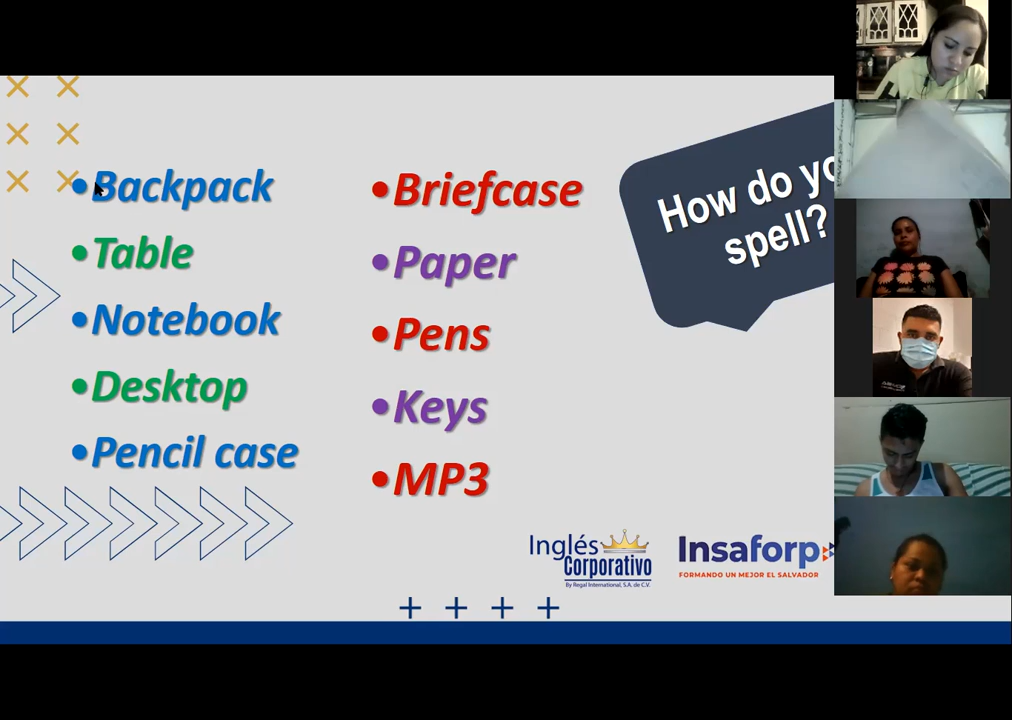 •Backpack
•Table
•Notebook
•Desktop
•Pencil case
•Briefcase
•Paper
•Pens
•Keys
•MP3
How do yo
spell?
Inglés
Corporativo
By Regal International, S.A. de C.V.
Insaforp
FORMANDO UN MEJOR EL SALVADOR